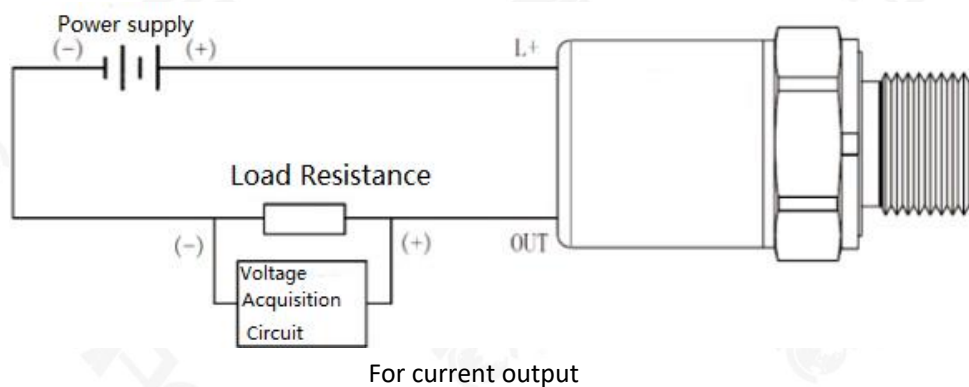 Power supply
(−) (+) L+
Load Resistance
(−) (+) OUT
Voltage
Acquisition
Circuit
For current output